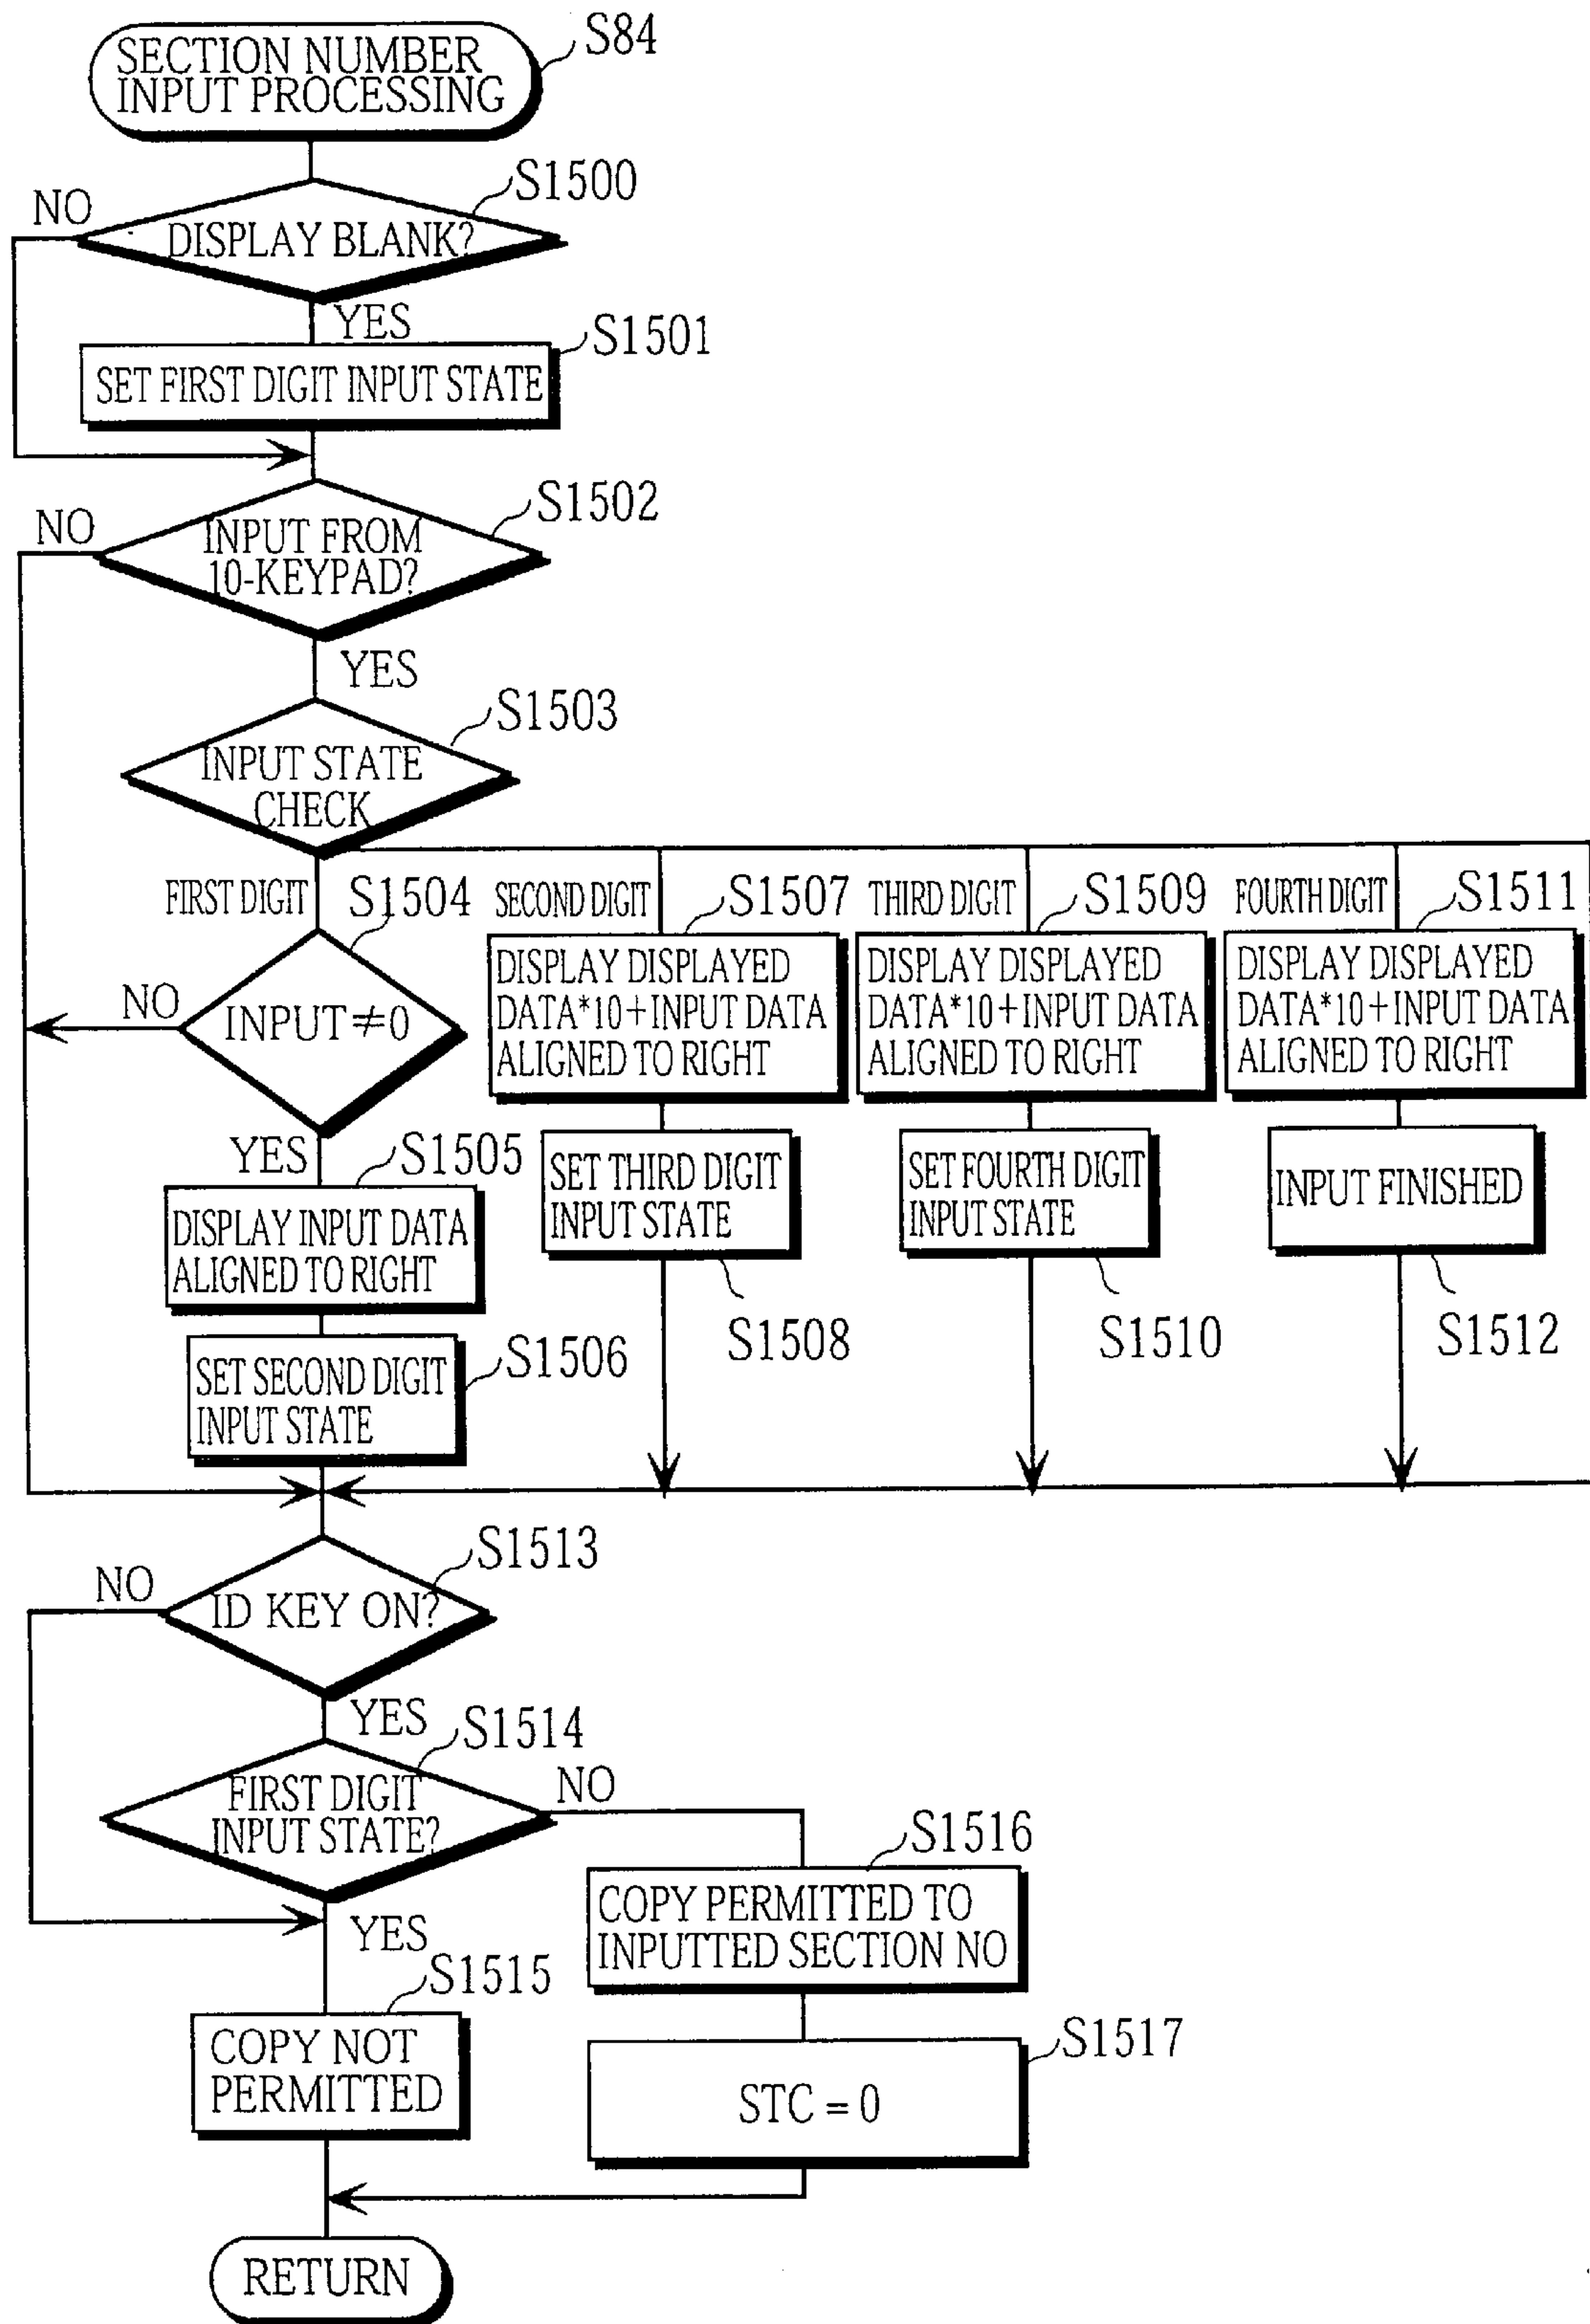 S84
SECTION NUMBER
INPUT PROCESSING
S1500
NO
DISPLAY BLANK?
YES
S1501
SET FIRST DIGIT INPUT STATE
S1502
NO
INPUT FROM
10-KEYPAD?
YES
S1503
INPUT STATE
CHECK
FIRST DIGIT
S1504
SECOND DIGIT
S1507
THIRD DIGIT
S1509
FOURTH DIGIT
S1511
NO
INPUT≠0
DISPLAY DISPLAYED
DATA*10+INPUT DATA
ALIGNED TO RIGHT
DISPLAY DISPLAYED
DATA*10+INPUT DATA
ALIGNED TO RIGHT
DISPLAY DISPLAYED
DATA*10+INPUT DATA
ALIGNED TO RIGHT
YES
S1505
DISPLAY INPUT DATA
ALIGNED TO RIGHT
SET THIRD DIGIT
INPUT STATE
SET FOURTH DIGIT
INPUT STATE
INPUT FINISHED
S1508
S1510
S1512
S1506
SET SECOND DIGIT
INPUT STATE
S1513
NO
ID KEY ON?
YES
S1514
FIRST DIGIT
INPUT STATE?
NO
S1516
COPY PERMITTED TO
INPUTTED SECTION NO
YES
S1515
COPY NOT
PERMITTED
S1517
STC = 0
RETURN